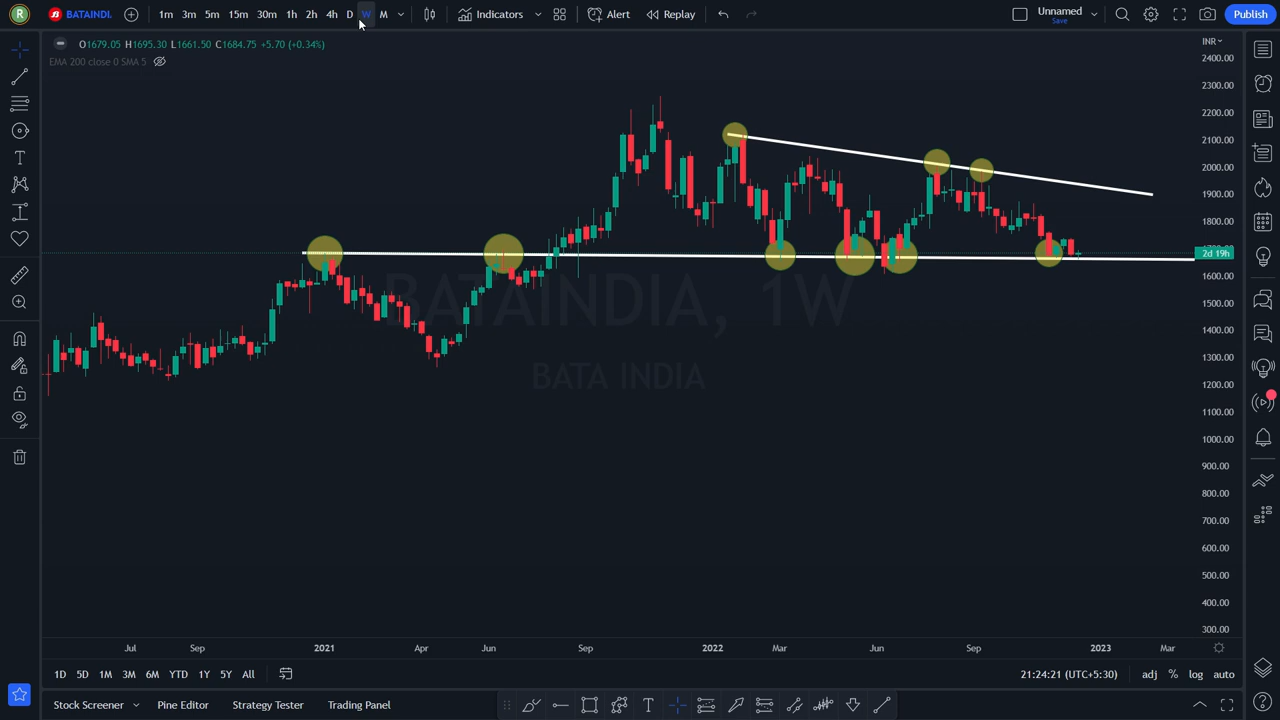 R BATAINDI. 1m 3m 5m 15m 30m 1h 2h 4h D W M Indicators Alert Replay Unnamed Save Publish
O1679.05 H1695.30 L1661.50 C1684.75 +5.70 (+0.34%)
EMA 200 close 0 SMA 5
INR
2400.00
2300.00
2200.00
2100.00
2000.00
1900.00
1800.00
2d 19h
1600.00
1500.00
1400.00
1300.00
1200.00
1100.00
1000.00
900.00
800.00
700.00
600.00
500.00
400.00
300.00
BATAINDIA, 1W
BATA INDIA
Jul Sep 2021 Apr Jun Sep 2022 Mar Jun Sep 2023 Mar
1D 5D 1M 3M 6M YTD 1Y 5Y All 21:24:21 (UTC+5:30) adj % log auto
Stock Screener Pine Editor Strategy Tester Trading Panel